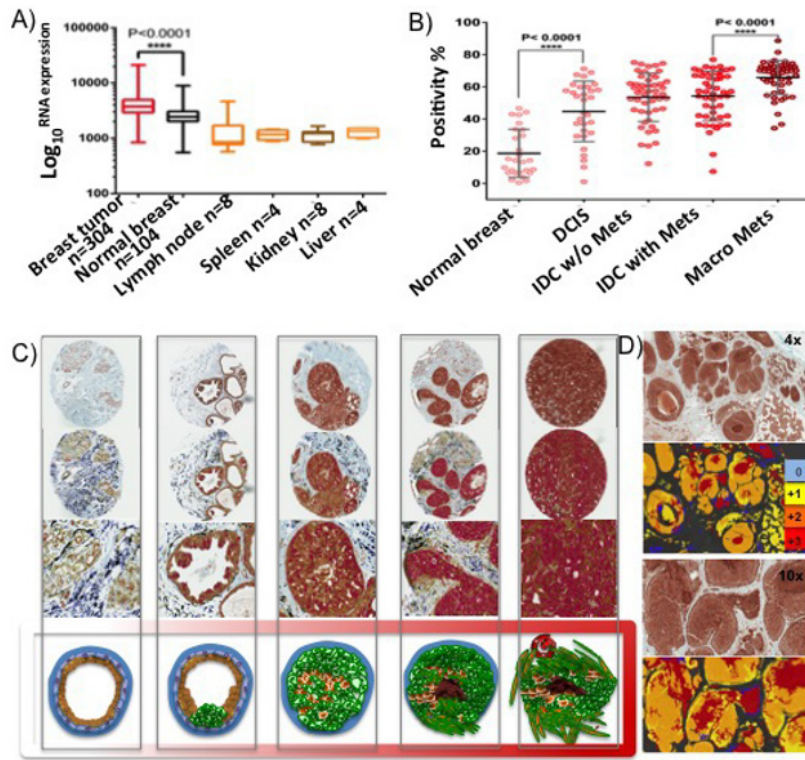 A)
P<0.0001
****
Log10 RNA expression
100000
10000
1000
100
Breast tumor
n=304
Normal breast
n=104
Lymph node n=8
Spleen n=4
Kidney n=8
Liver n=4
B)
P< 0.0001
****
P< 0.0001
****
Positivity %
100
80
60
40
20
0
Normal breast
DCIS
IDC w/o Mets
IDC with Mets
Macro Mets
C)
D)
4x
0
+1
+2
+3
10x